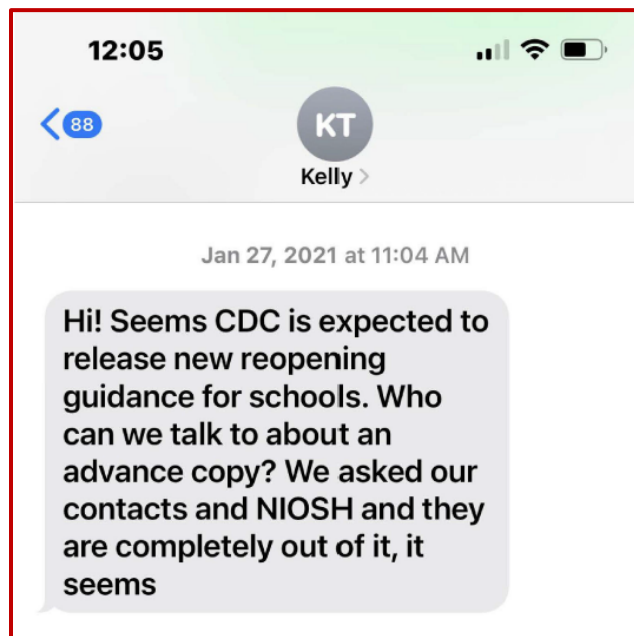 12:05
88
KT
Kelly
Jan 27, 2021 at 11:04 AM
Hi! Seems CDC is expected to
release new reopening
guidance for schools. Who
can we talk to about an
advance copy? We asked our
contacts and NIOSH and they
are completely out of it, it
seems